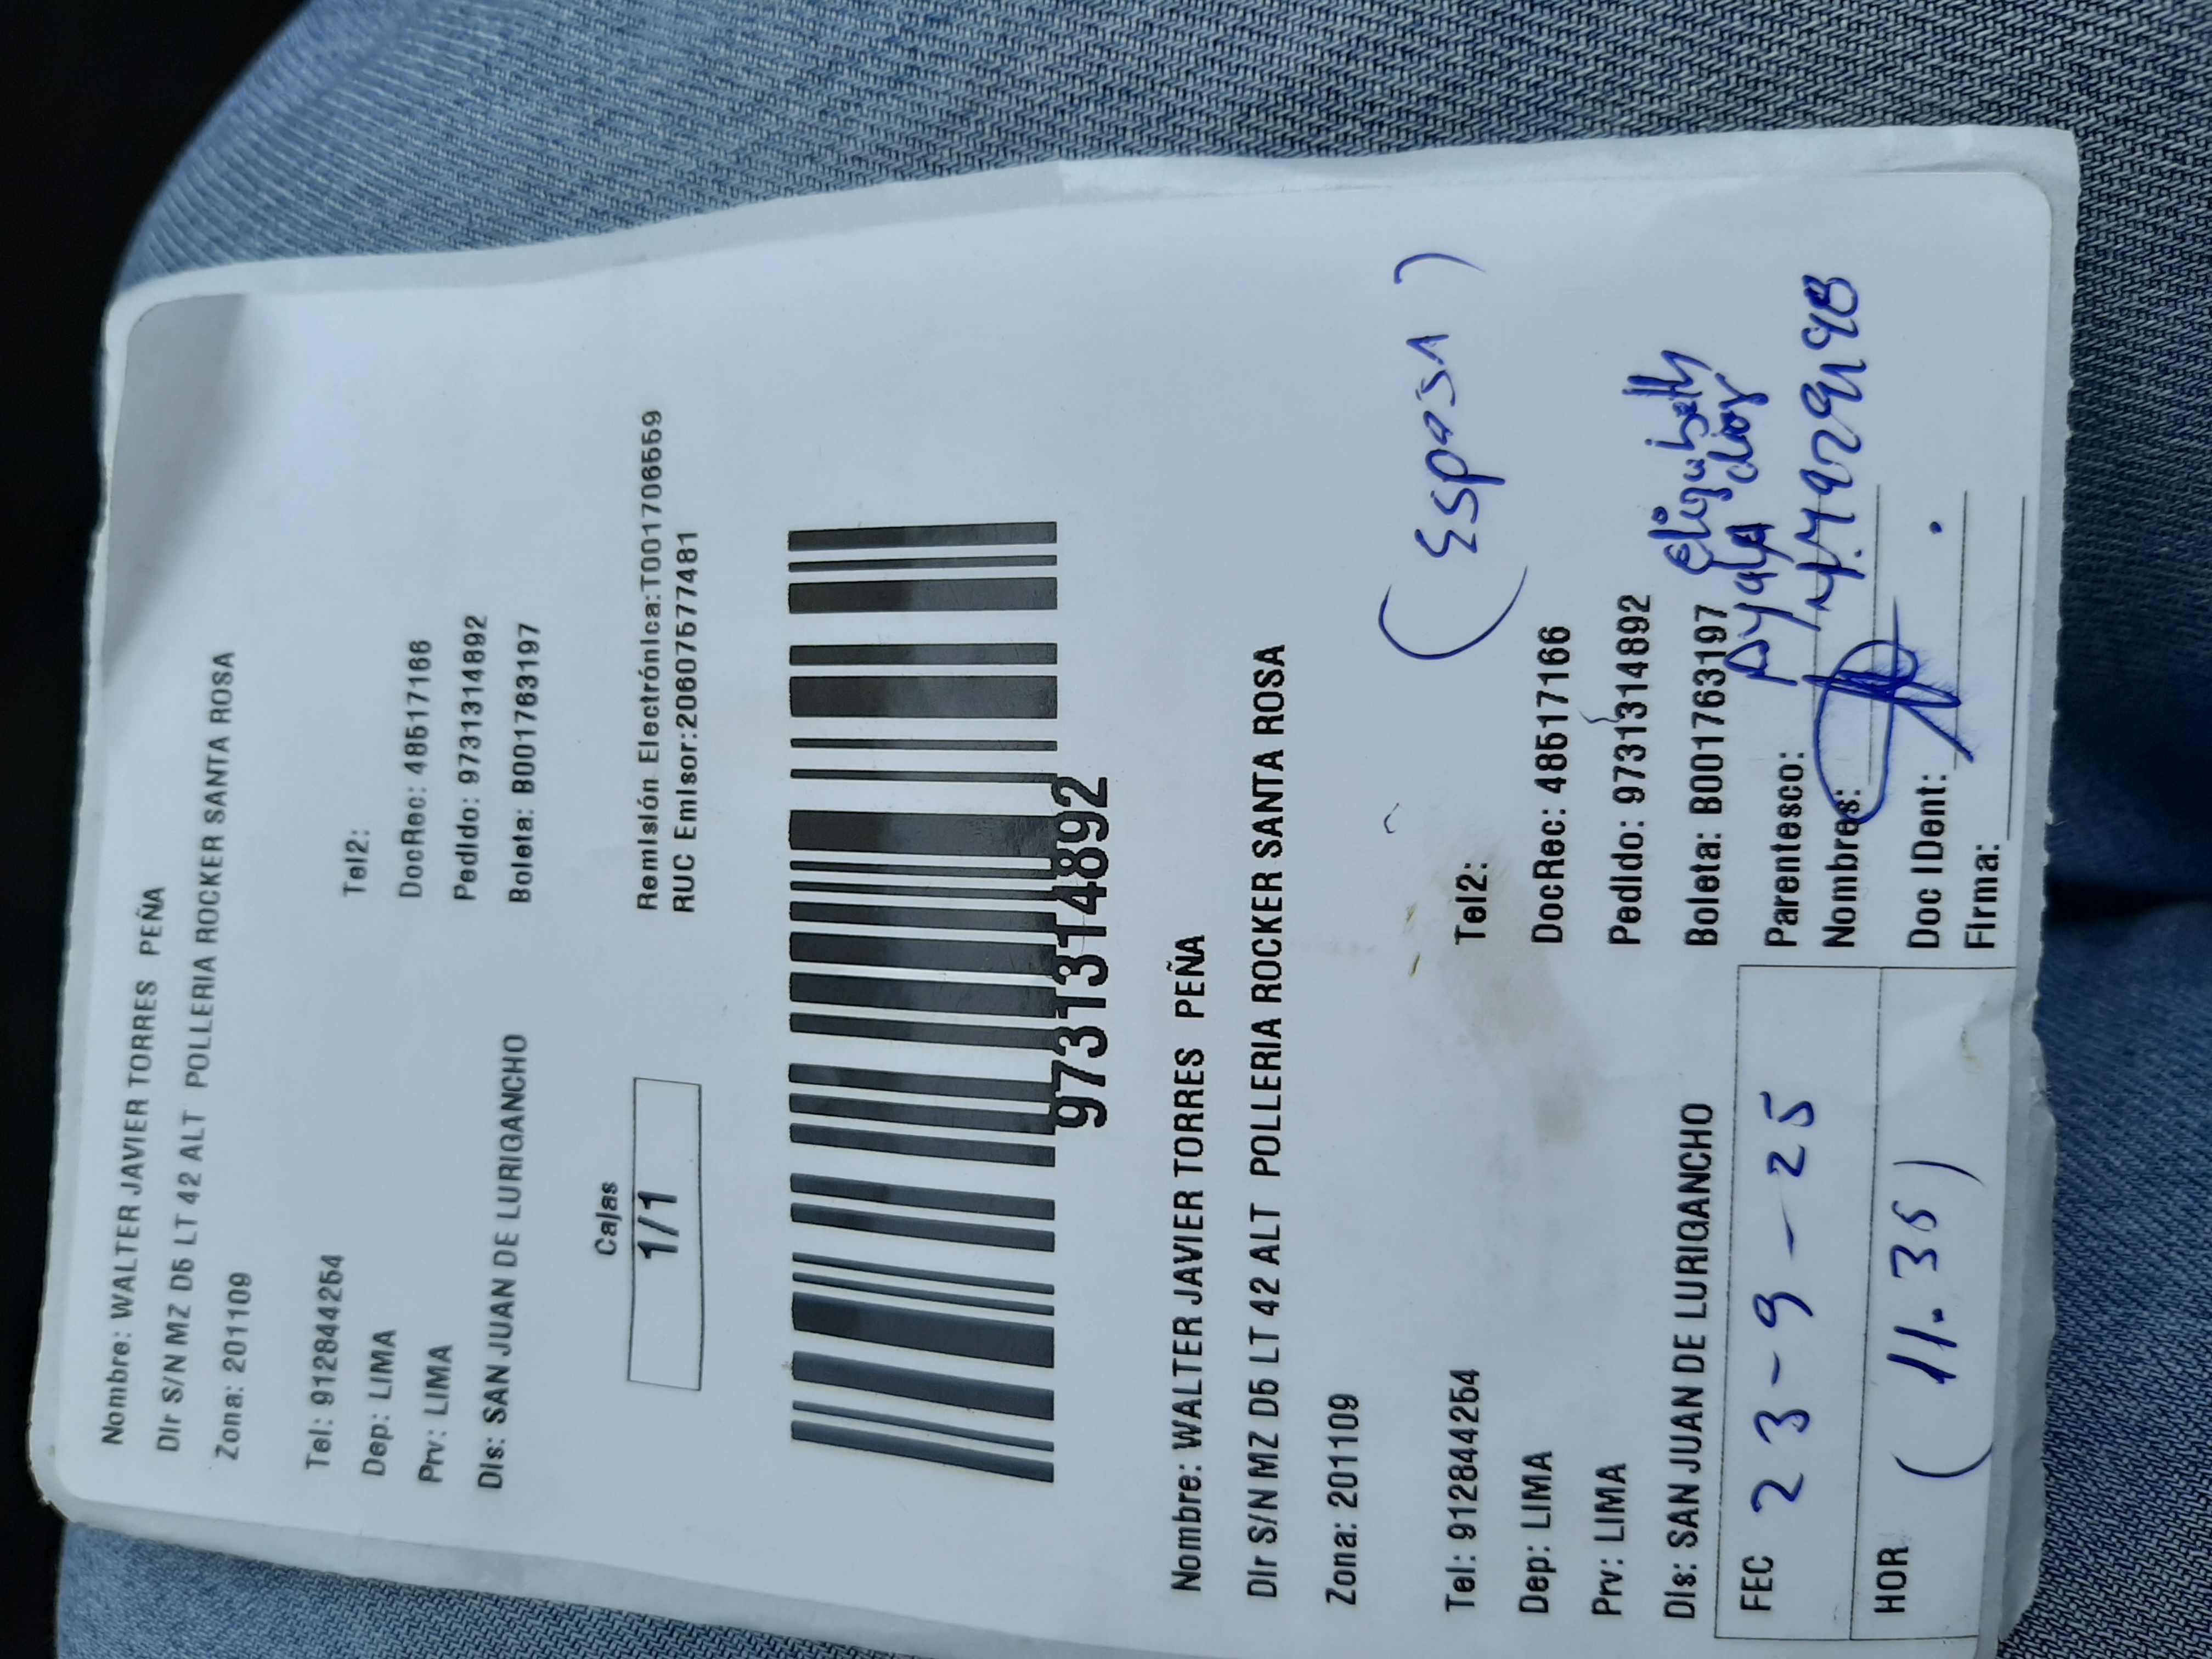 Nombre: WALTER JAVIER TORRES PEÑA
Dir S/N MZ D5 LT 42 ALT POLLERIA ROCKER SANTA ROSA
Zona: 201109
Tel: 912844254
Tel2:
Dep: LIMA
DocRec: 48517166
Prv: LIMA
Pedido: 9731314892
Dis: SAN JUAN DE LURIGANCHO
Boleta: B001763197
Cajas
1/1
Remisión Electrónica:T001706559
RUC Emisor:20607577481
9731314892
Nombre: WALTER JAVIER TORRES PEÑA
Dir S/N MZ D5 LT 42 ALT POLLERIA ROCKER SANTA ROSA
Zona: 201109
(Esposa)
Tel: 912844254
Tel2:
Dep: LIMA
DocRec: 48517166
Prv: LIMA
Pedido: 9731314892
Dis: SAN JUAN DE LURIGANCHO
Boleta: B001763197
FEC 23-9-25
Parentesco: Ayala
Nombres:
HOR (11.35)
Doc IDent:
Firma: